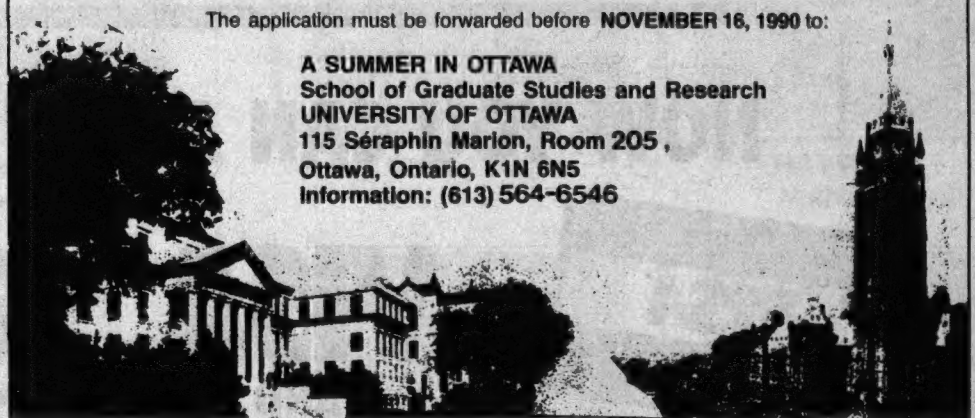 The application must be forwarded before NOVEMBER 16, 1990 to:
A SUMMER IN OTTAWA
School of Graduate Studies and Research
UNIVERSITY OF OTTAWA
115 Séraphin Marion, Room 205,
Ottawa, Ontario, K1N 6N5
Information: (613) 564-6546